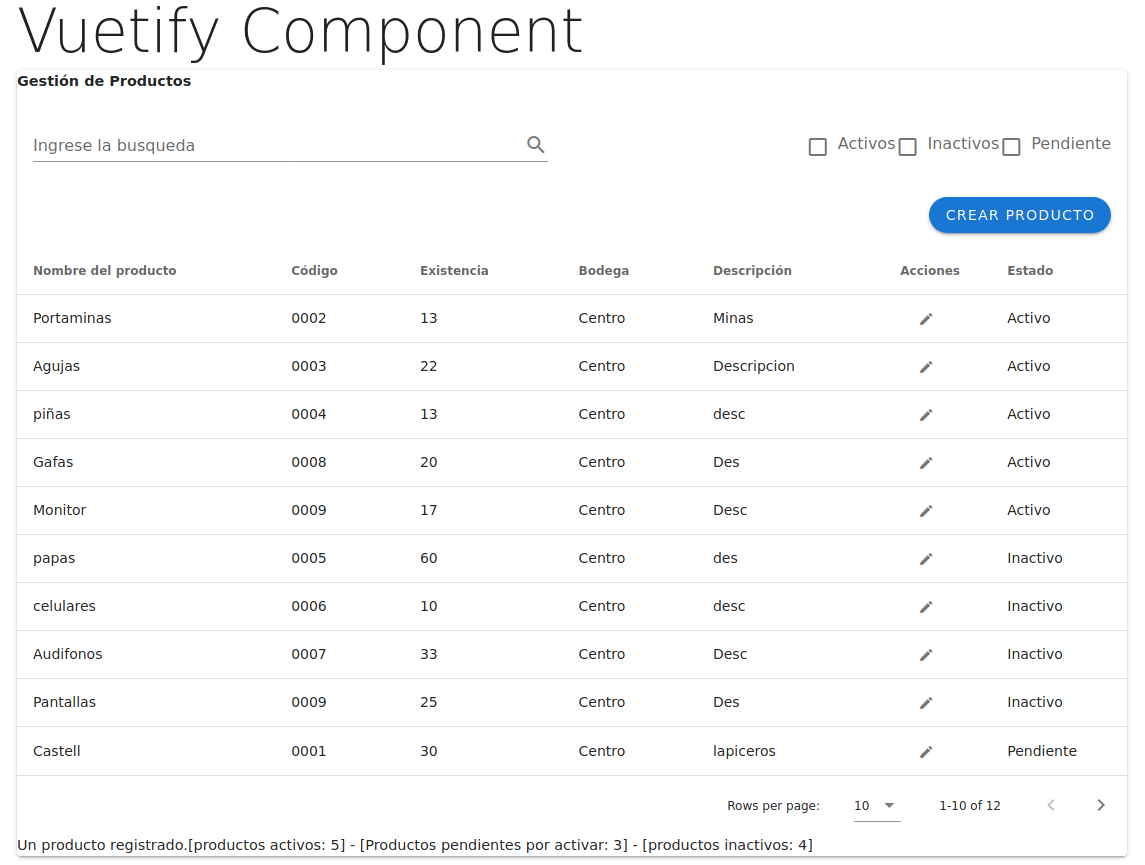 Vuetify Component
Gestión de Productos
Ingrese la busqueda
Activos Inactivos Pendiente
CREAR PRODUCTO
Nombre del producto Código Existencia Bodega Descripción Acciones Estado
Portaminas 0002 13 Centro Minas Activo
Agujas 0003 22 Centro Descripcion Activo
piñas 0004 13 Centro desc Activo
Gafas 0008 20 Centro Des Activo
Monitor 0009 17 Centro Desc Activo
papas 0005 60 Centro des Inactivo
celulares 0006 10 Centro desc Inactivo
Audifonos 0007 33 Centro Desc Inactivo
Pantallas 0009 25 Centro Des Inactivo
Castell 0001 30 Centro lapiceros Pendiente
Rows per page: 10 1-10 of 12
Un producto registrado.[productos activos: 5] - [Productos pendientes por activar: 3] - [productos inactivos: 4]